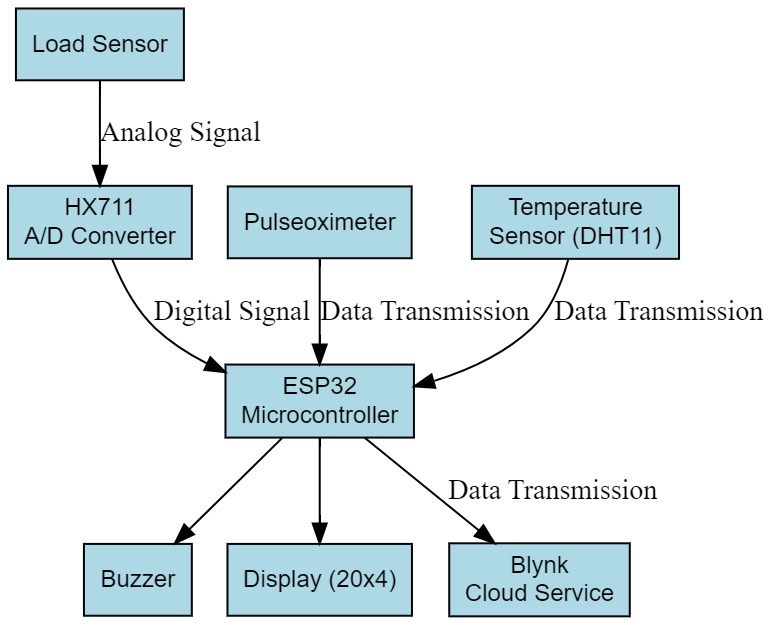 Load Sensor
Analog Signal
HX711
A/D Converter
Pulseoximeter
Temperature
Sensor (DHT11)
Digital Signal
Data Transmission
Data Transmission
ESP32
Microcontroller
Data Transmission
Buzzer
Display (20x4)
Blynk
Cloud Service